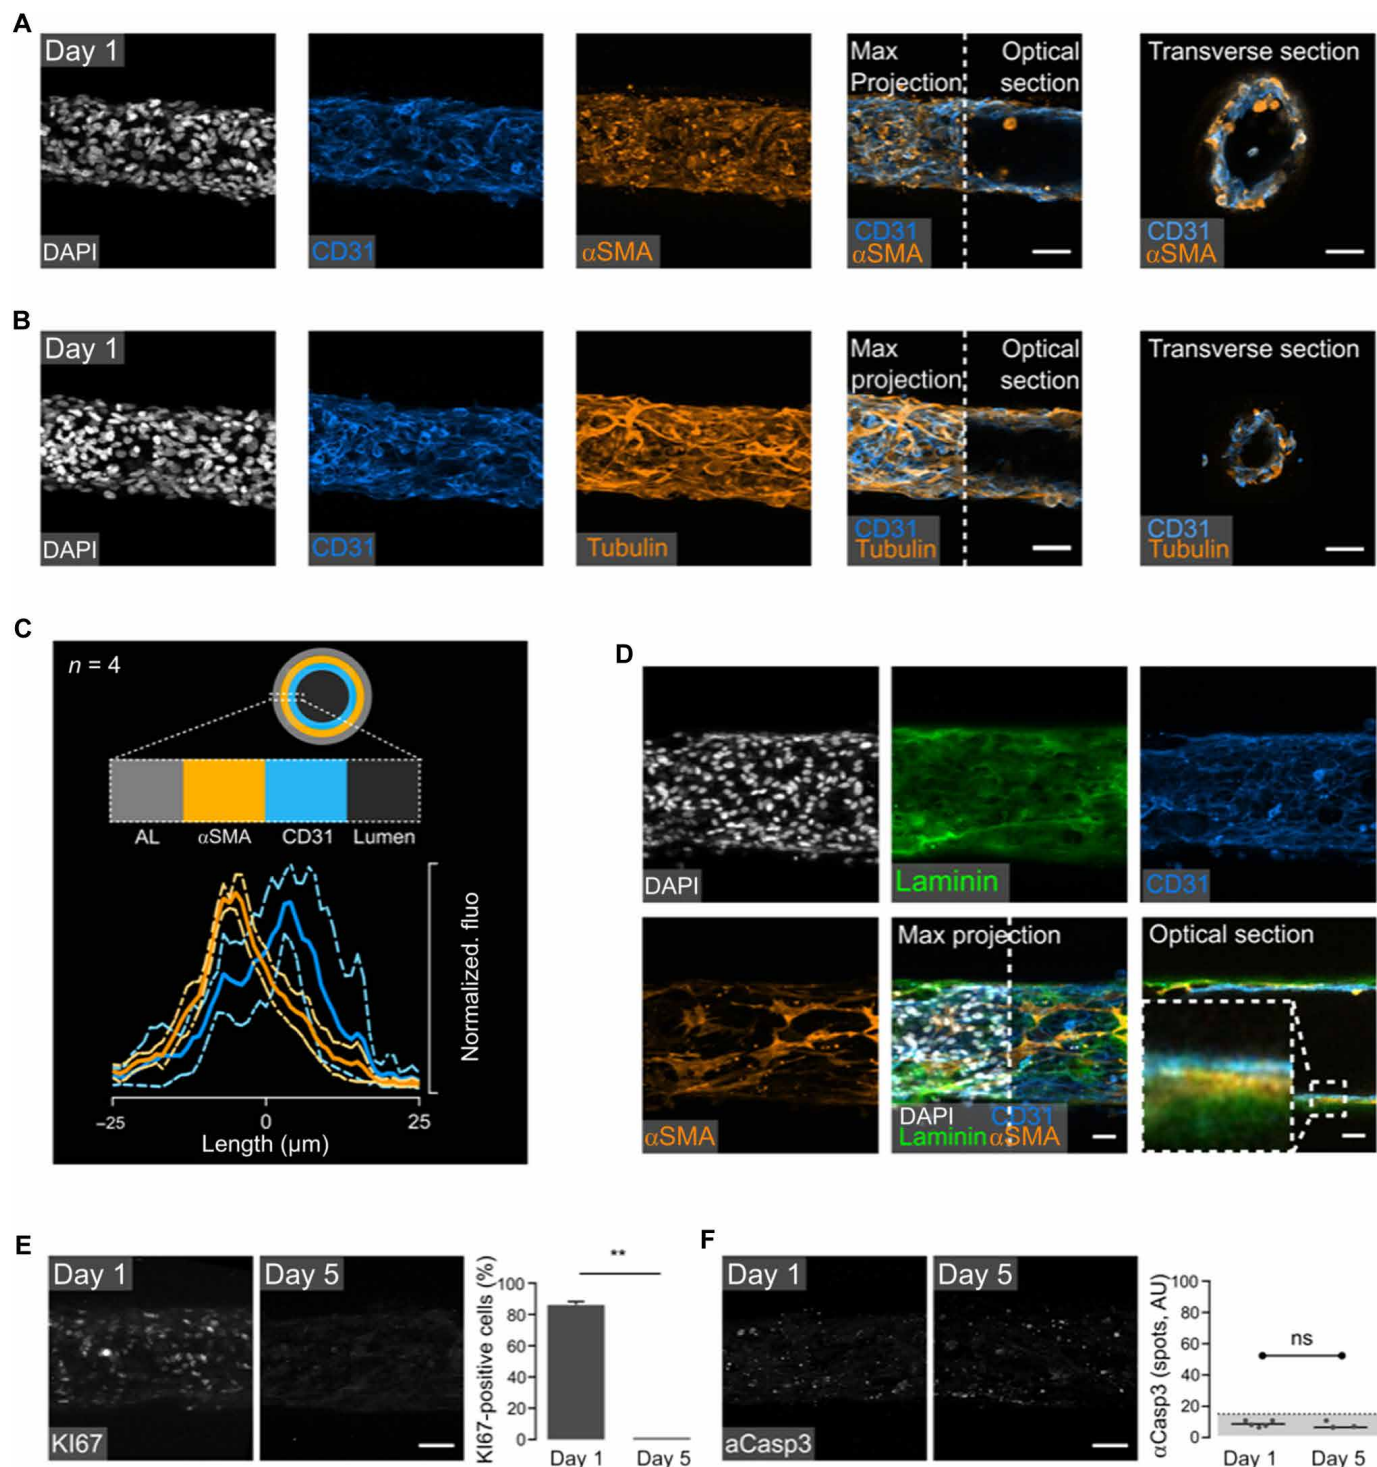 A
Day 1
DAPI
CD31
αSMA
Max
Projection
Optical
section
CD31
αSMA
Transverse section
CD31
αSMA
B
Day 1
DAPI
CD31
Tubulin
Max
projection
Optical
section
CD31
Tubulin
Transverse section
CD31
Tubulin
C
n = 4
AL αSMA CD31 Lumen
Normalized. fluo
−25 0 25
Length (μm)
D
DAPI
Laminin
CD31
αSMA
Max projection
DAPI CD31
Laminin αSMA
Optical section
E
Day 1
KI67
Day 5
KI67-positive cells (%)
100
80
60
40
20
0
**
Day 1 Day 5
F
Day 1
aCasp3
Day 5
αCasp3 (spots, AU)
100
80
60
40
20
0
ns
Day 1 Day 5